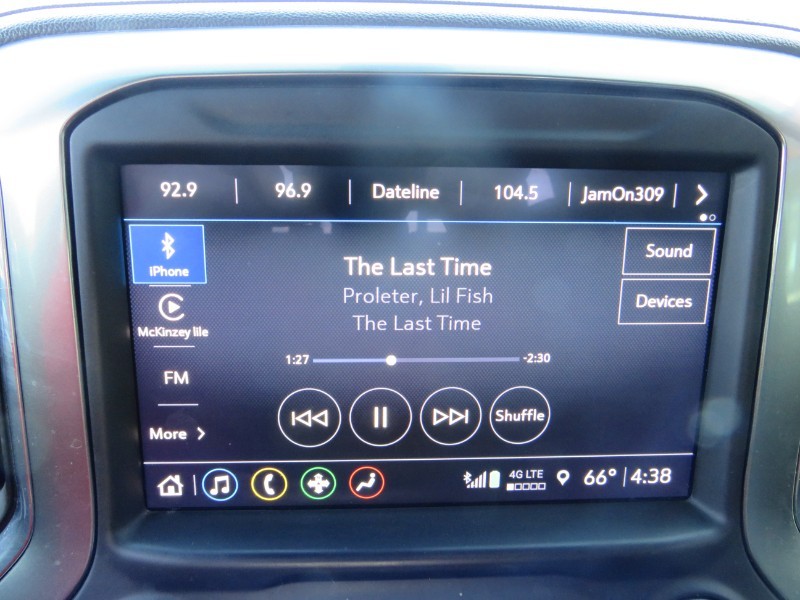 92.9 96.9 Dateline 104.5 JamOn309
iPhone
McKinzey Iile
FM
More
The Last Time
Proleter, Lil Fish
The Last Time
1:27 -2:30
Shuffle
Sound
Devices
4G LTE 66° 4:38